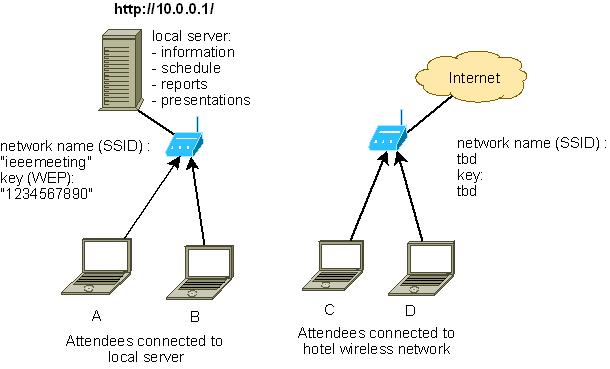 http://10.0.0.1/
local server:
- information
- schedule
- reports
- presentations
network name (SSID) :
"ieeemeeting"
key (WEP):
"1234567890"
A
B
Attendees connected to
local server
Internet
network name (SSID) :
tbd
key:
tbd
C
D
Attendees connected to
hotel wireless network